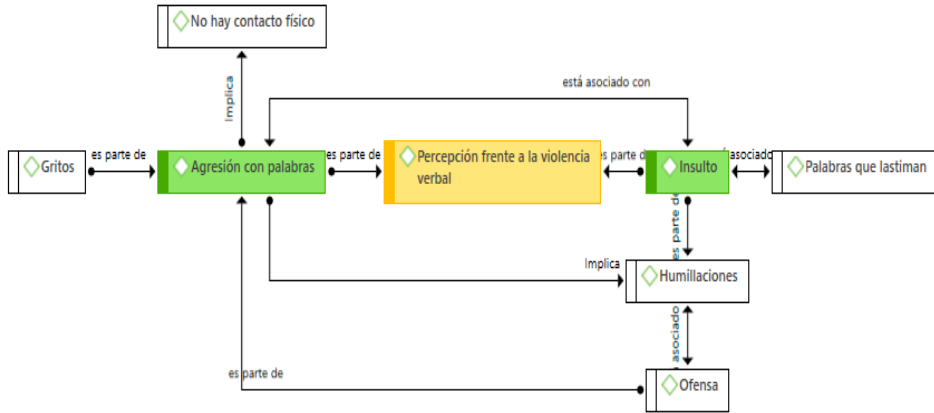 No hay contacto físico
Implica
está asociado con
Gritos
es parte de
Agresión con palabras
es parte de
Percepción frente a la violencia
verbal
es parte de
Insulto
asociado
Palabras que lastiman
es parte de
Implica
Humillaciones
asociado
es parte de
Ofensa